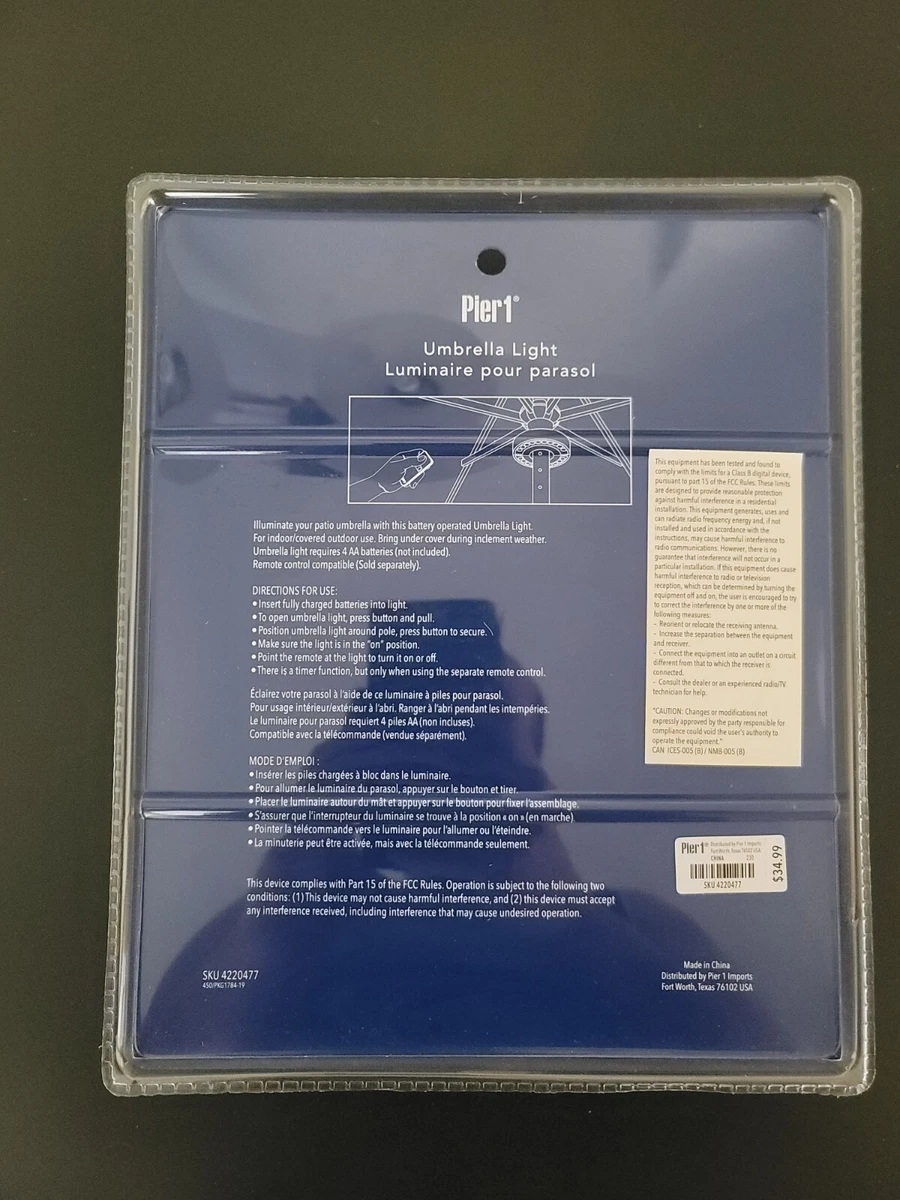 Pier1®
Umbrella Light
Luminaire pour parasol
Illuminate your patio umbrella with this battery operated Umbrella Light.
For indoor/covered outdoor use. Bring under cover during inclement weather.
Umbrella light requires 4 AA batteries (not included).
Remote control compatible (Sold separately).
DIRECTIONS FOR USE:
• Insert fully charged batteries into light.
• To open umbrella light, press button and pull.
• Position umbrella light around pole, press button to secure.
• Make sure the light is in the "on" position.
• Point the remote at the light to turn it on or off.
• There is a timer function, but only when using the separate remote control.
Éclairez votre parasol à l'aide de ce luminaire à piles pour parasol.
Pour usage intérieur/extérieur à l'abri. Ranger à l'abri pendant les intempéries.
Le luminaire pour parasol requiert 4 piles AA (non incluses).
Compatible avec la télécommande (vendue séparément).
MODE D'EMPLOI :
• Insérer les piles chargées à bloc dans le luminaire.
• Pour allumer le luminaire du parasol, appuyer sur le bouton et tirer.
• Placer le luminaire autour du mât et appuyer sur le bouton pour fixer l'assemblage.
• S'assurer que l'interrupteur du luminaire se trouve à la position « on » (en marche).
• Pointer la télécommande vers le luminaire pour l'allumer ou l'éteindre.
• La minuterie peut être activée, mais avec la télécommande seulement.
This device complies with Part 15 of the FCC Rules. Operation is subject to the following two
conditions: (1) This device may not cause harmful interference, and (2) this device must accept
any interference received, including interference that may cause undesired operation.
SKU 4220477
450/PKG1784-19
This equipment has been tested and found to
comply with the limits for a Class B digital device,
pursuant to part 15 of the FCC Rules. These limits
are designed to provide reasonable protection
against harmful interference in a residential
installation. This equipment generates, uses and
can radiate radio frequency energy and, if not
installed and used in accordance with the
instructions, may cause harmful interference to
radio communications. However, there is no
guarantee that interference will not occur in a
particular installation. If this equipment does cause
harmful interference to radio or television
reception, which can be determined by turning the
equipment off and on, the user is encouraged to try
to correct the interference by one or more of the
following measures:
- Reorient or relocate the receiving antenna.
- Increase the separation between the equipment
and receiver.
- Connect the equipment into an outlet on a circuit
different from that to which the receiver is
connected.
- Consult the dealer or an experienced radio/TV
technician for help.
"CAUTION: Changes or modifications not
expressly approved by the party responsible for
compliance could void the user's authority to
operate the equipment."
CAN ICES-005 (B) / NMB-005 (B)
Pier1® Distributed by Pier 1 Imports
Fort Worth, Texas 76102 USA
CHINA 230
SKU 4220477
$34.99
Made in China
Distributed by Pier 1 Imports
Fort Worth, Texas 76102 USA